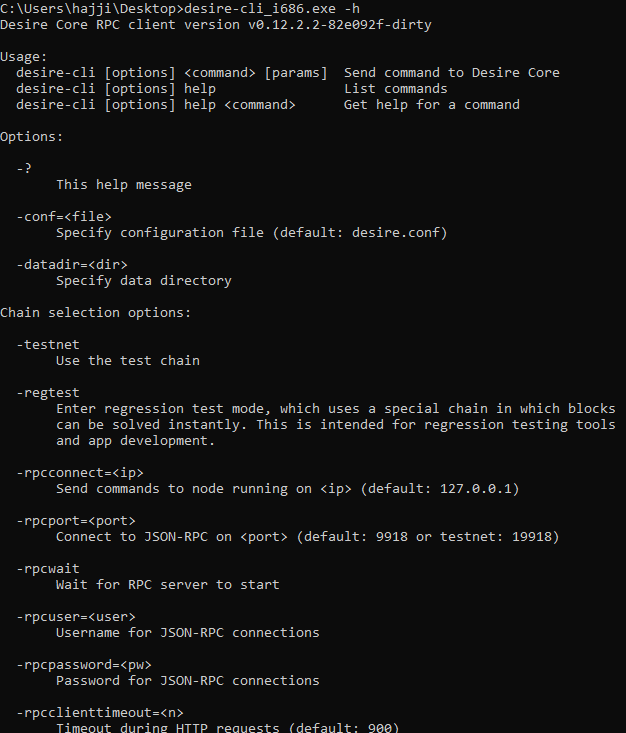 C:\Users\hajji\Desktop>desire-cli_i686.exe -h
Desire Core RPC client version v0.12.2.2-82e092f-dirty
Usage:
desire-cli [options] <command> [params]  Send command to Desire Core
desire-cli [options] help                List commands
desire-cli [options] help <command>      Get help for a command
Options:
-?
This help message
-conf=<file>
Specify configuration file (default: desire.conf)
-datadir=<dir>
Specify data directory
Chain selection options:
-testnet
Use the test chain
-regtest
Enter regression test mode, which uses a special chain in which blocks
can be solved instantly. This is intended for regression testing tools
and app development.
-rpcconnect=<ip>
Send commands to node running on <ip> (default: 127.0.0.1)
-rpcport=<port>
Connect to JSON-RPC on <port> (default: 9918 or testnet: 19918)
-rpcwait
Wait for RPC server to start
-rpcuser=<user>
Username for JSON-RPC connections
-rpcpassword=<pw>
Password for JSON-RPC connections
-rpcclienttimeout=<n>
Timeout during HTTP requests (default: 900)